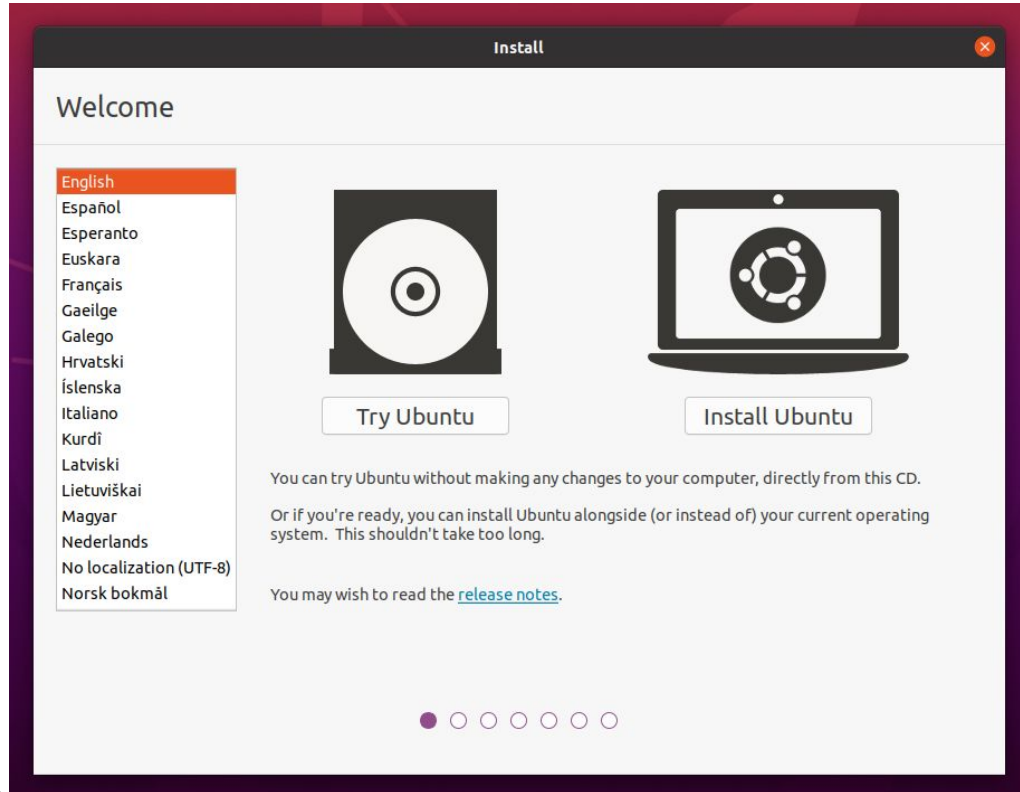 Install
Welcome
English
Español
Esperanto
Euskara
Français
Gaeilge
Galego
Hrvatski
Íslenska
Italiano
Kurdî
Latviski
Lietuviškai
Magyar
Nederlands
No localization (UTF-8)
Norsk bokmål
Try Ubuntu
Install Ubuntu
You can try Ubuntu without making any changes to your computer, directly from this CD.
Or if you're ready, you can install Ubuntu alongside (or instead of) your current operating
system. This shouldn't take too long.
You may wish to read the release notes.